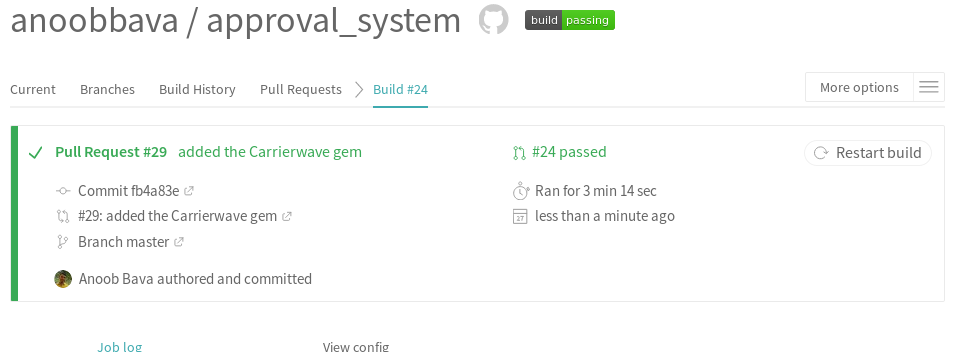 anoobbava / approval_system build passing
Current Branches Build History Pull Requests Build #24 More options
Pull Request #29 added the Carrierwave gem #24 passed Restart build
Commit fb4a83e Ran for 3 min 14 sec
#29: added the Carrierwave gem 27 less than a minute ago
Branch master
Anoob Bava authored and committed
Job log View config